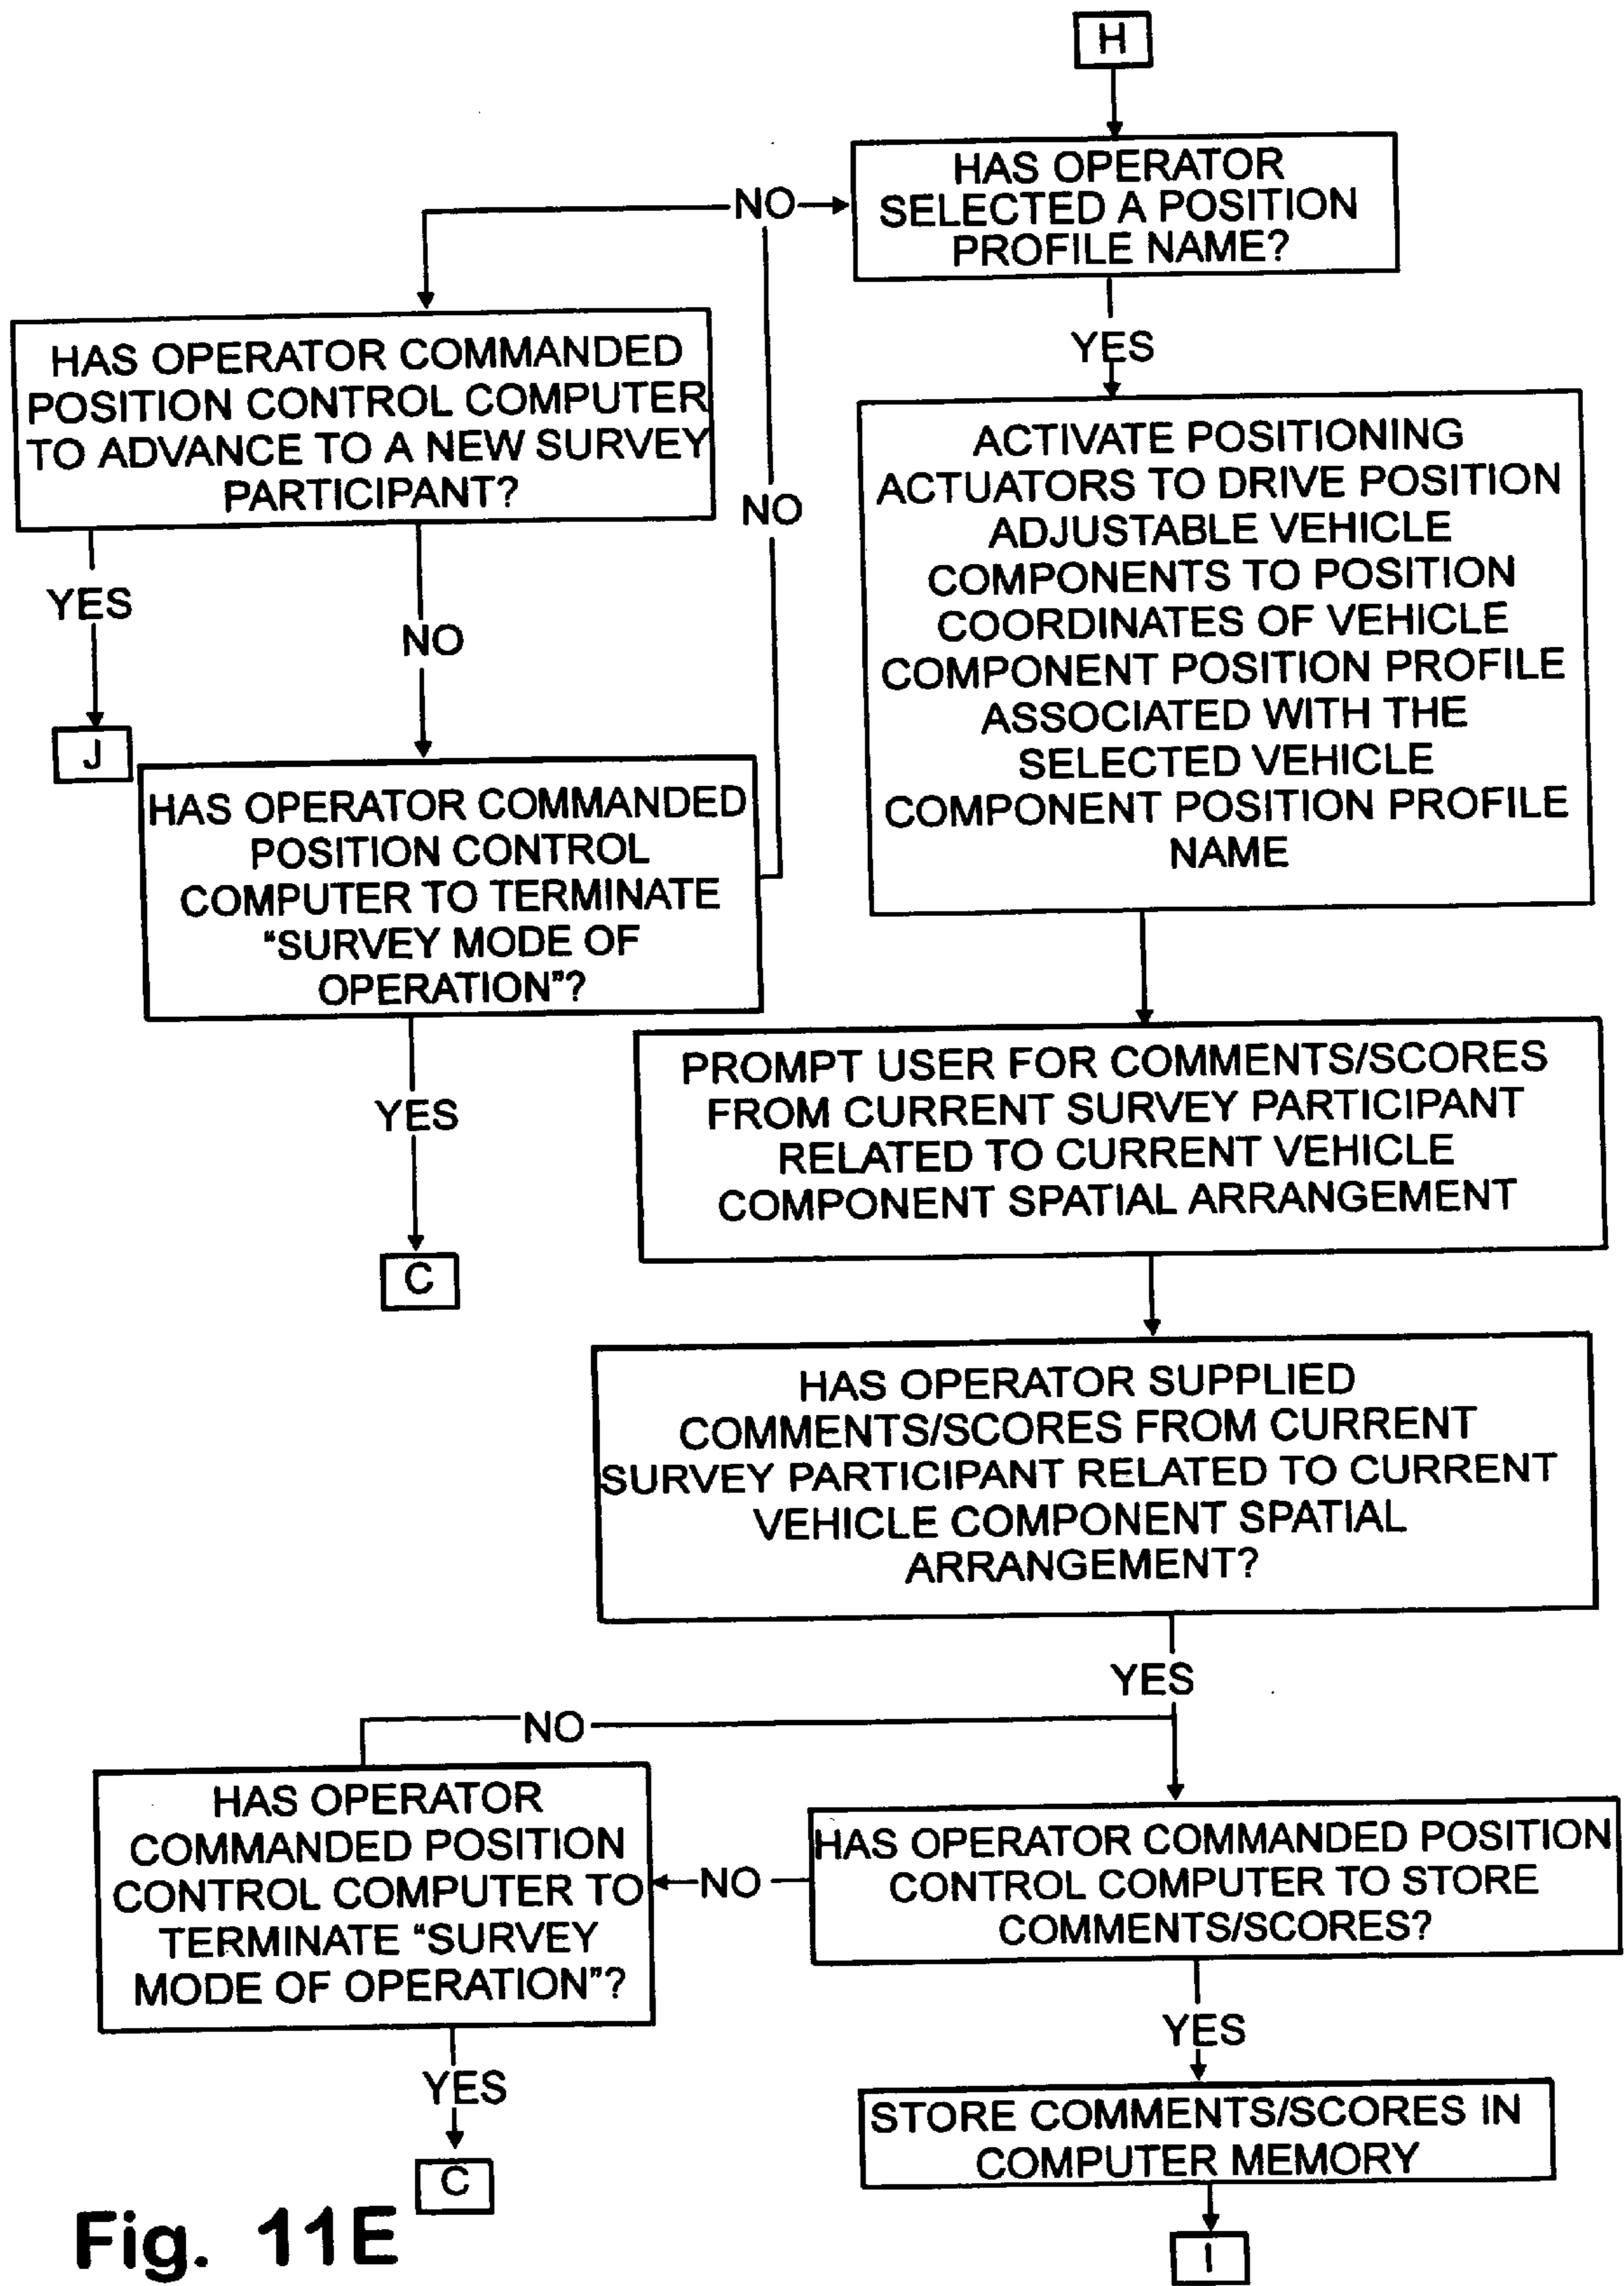 H
HAS OPERATOR
SELECTED A POSITION
PROFILE NAME?
NO
YES
HAS OPERATOR COMMANDED
POSITION CONTROL COMPUTER
TO ADVANCE TO A NEW SURVEY
PARTICIPANT?
NO
YES
NO
J
ACTIVATE POSITIONING
ACTUATORS TO DRIVE POSITION
ADJUSTABLE VEHICLE
COMPONENTS TO POSITION
COORDINATES OF VEHICLE
COMPONENT POSITION PROFILE
ASSOCIATED WITH THE
SELECTED VEHICLE
COMPONENT POSITION PROFILE
NAME
HAS OPERATOR COMMANDED
POSITION CONTROL
COMPUTER TO TERMINATE
“SURVEY MODE OF
OPERATION”?
YES
C
PROMPT USER FOR COMMENTS/SCORES
FROM CURRENT SURVEY PARTICIPANT
RELATED TO CURRENT VEHICLE
COMPONENT SPATIAL ARRANGEMENT
HAS OPERATOR SUPPLIED
COMMENTS/SCORES FROM CURRENT
SURVEY PARTICIPANT RELATED TO CURRENT
VEHICLE COMPONENT SPATIAL
ARRANGEMENT?
YES
NO
HAS OPERATOR
COMMANDED POSITION
CONTROL COMPUTER TO
TERMINATE “SURVEY
MODE OF OPERATION”?
NO
HAS OPERATOR COMMANDED POSITION
CONTROL COMPUTER TO STORE
COMMENTS/SCORES?
YES
YES
C
STORE COMMENTS/SCORES IN
COMPUTER MEMORY
I
Fig. 11E